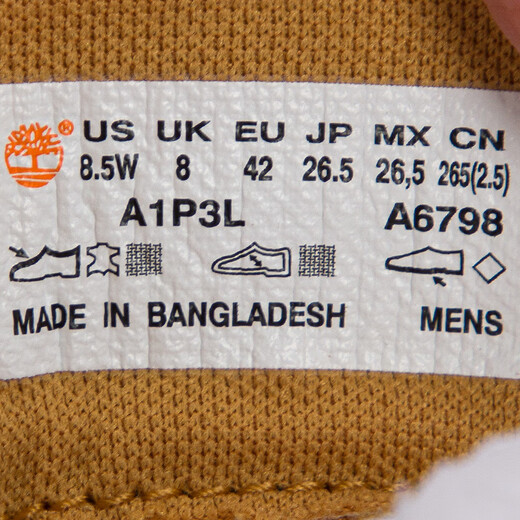 ® US UK EU JP MX CN
8.5W 8 42 26.5 26,5 265(2.5)
A1P3L A6798
MADE IN BANGLADESH MENS